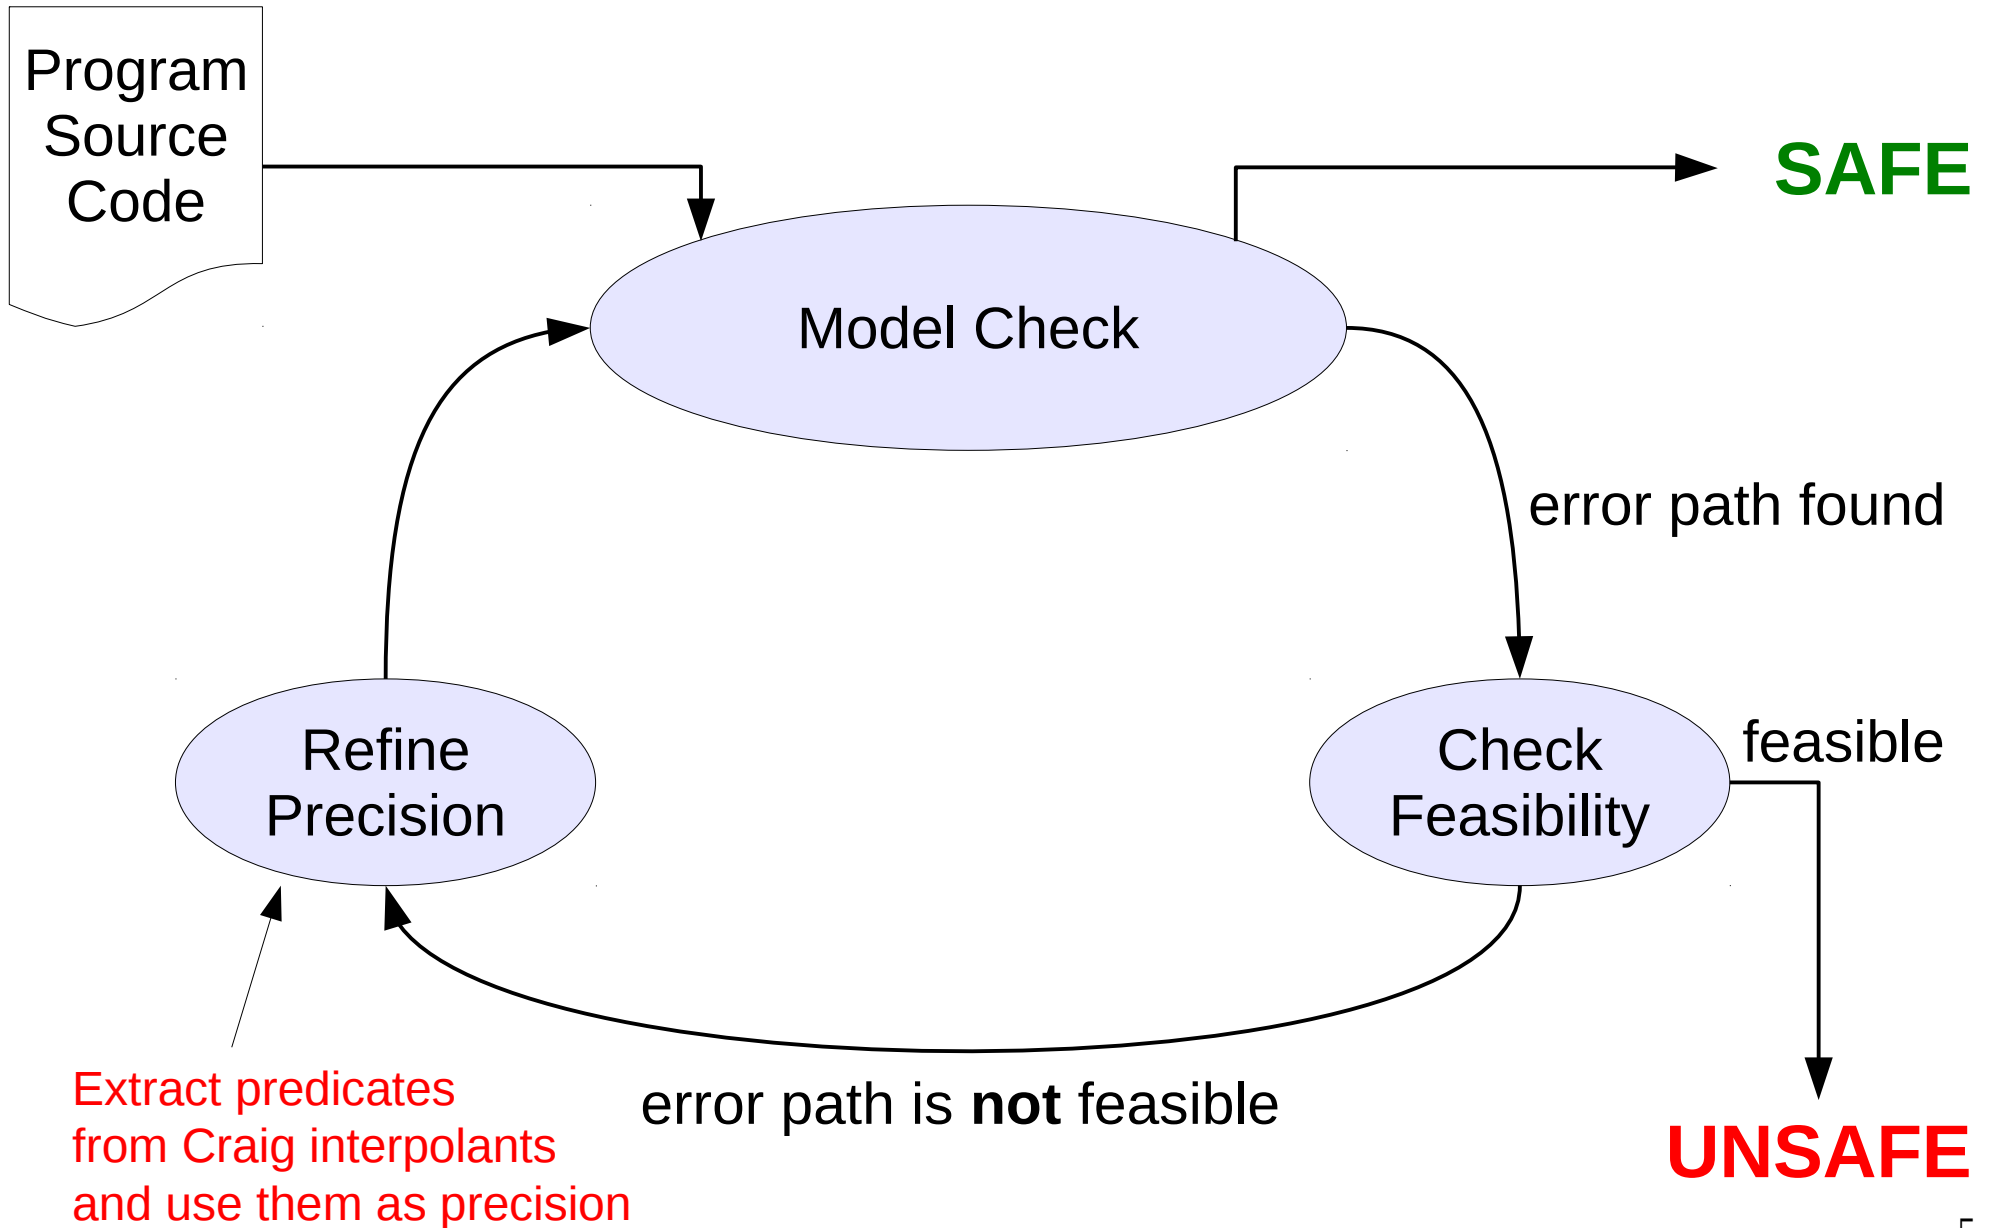 Program
Source
Code
SAFE
Model Check
error path found
Refine
Precision
Check
Feasibility
feasible
error path is not feasible
Extract predicates
from Craig interpolants
and use them as precision
UNSAFE